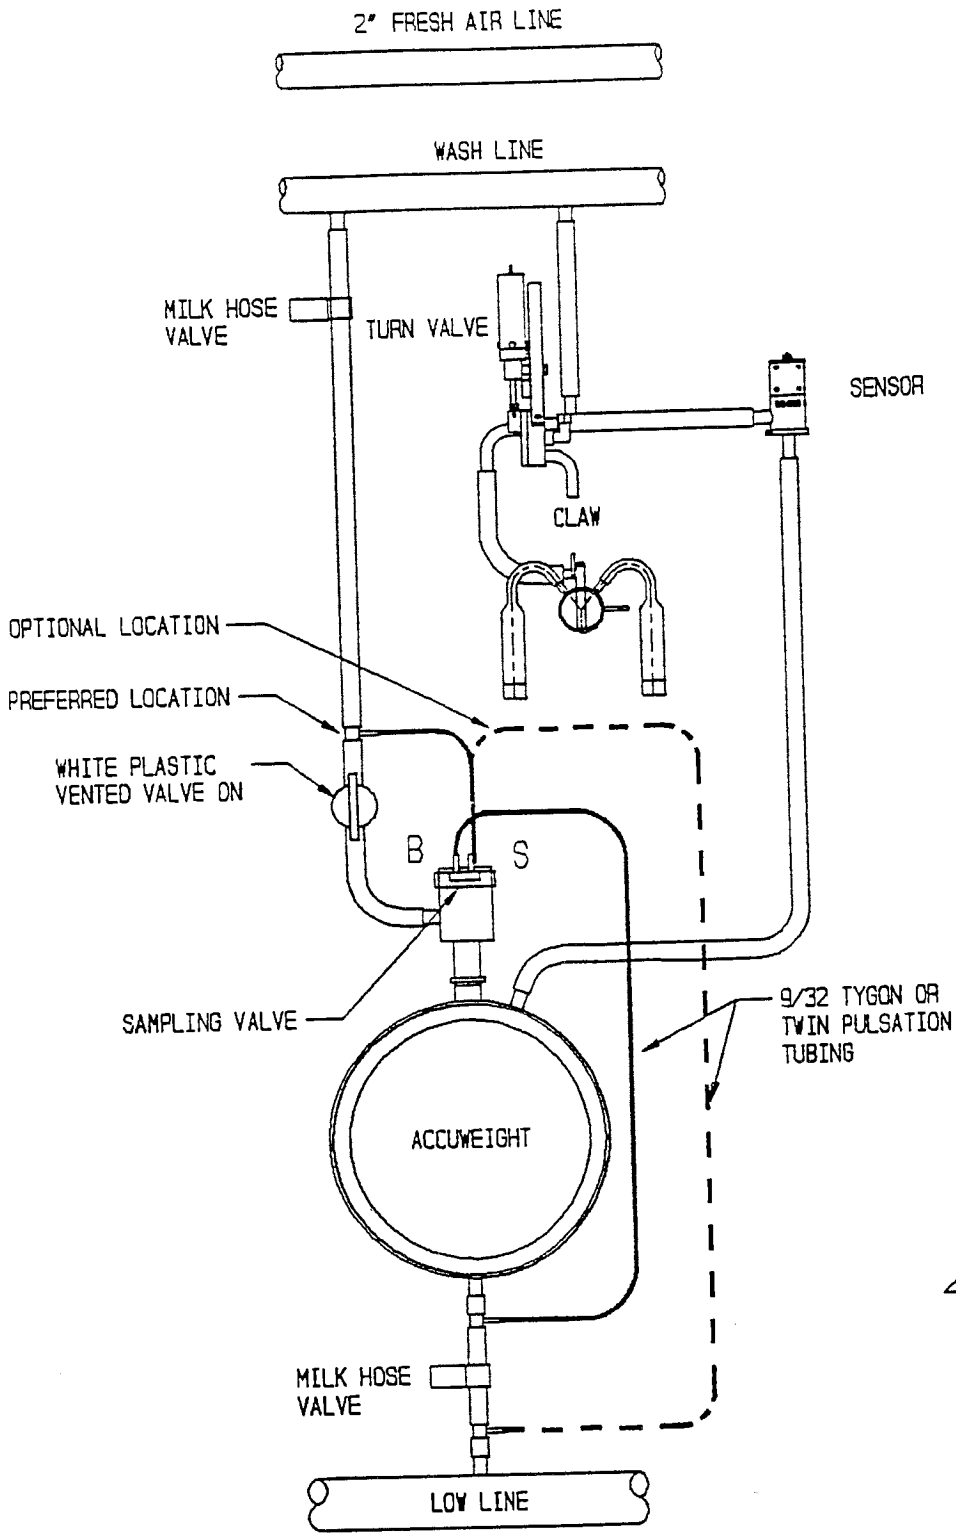 2" FRESH AIR LINE
WASH LINE
MILK HOSE
VALVE
TURN VALVE
SENSOR
CLAW
OPTIONAL LOCATION
PREFERRED LOCATION
WHITE PLASTIC
VENTED VALVE ON
B
S
SAMPLING VALVE
9/32 TYGON OR
TWIN PULSATION
TUBING
ACCUWEIGHT
MILK HOSE
VALVE
LOW LINE